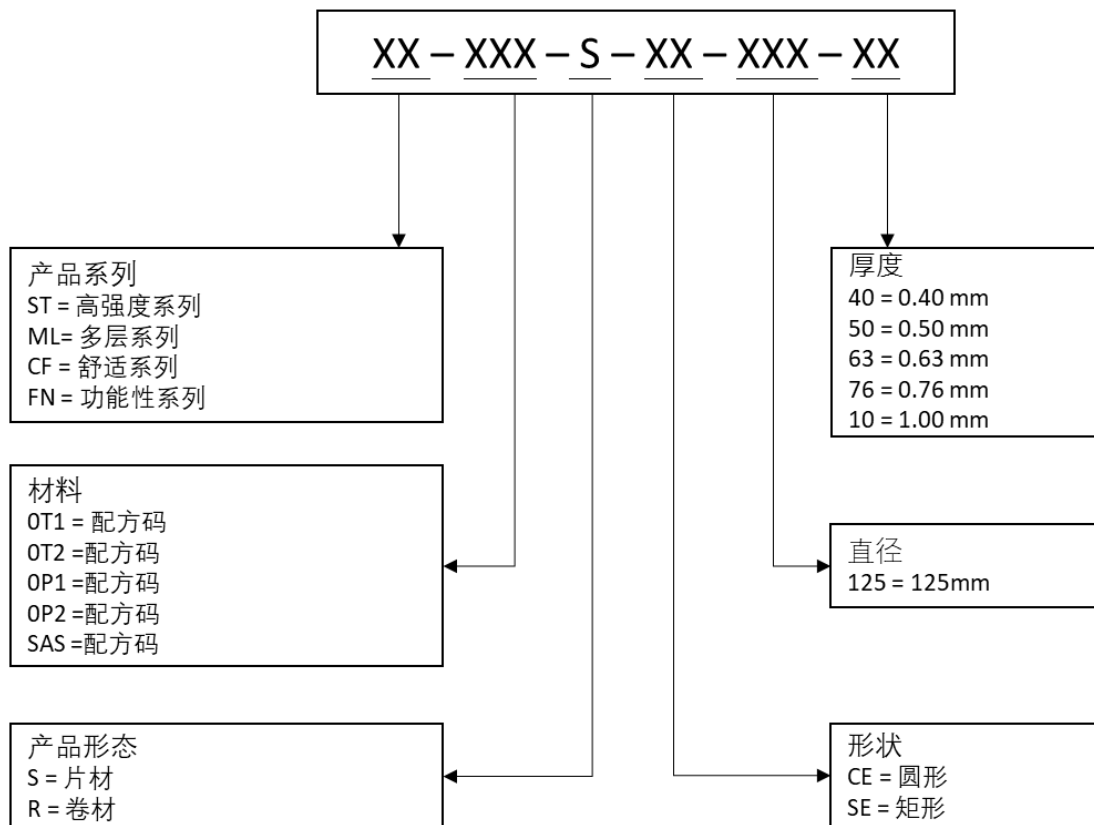 XX – XXX – S – XX – XXX – XX
产品系列
ST = 高强度系列
ML= 多层系列
CF = 舒适系列
FN = 功能性系列
材料
0T1 = 配方码
0T2 =配方码
0P1 =配方码
0P2 =配方码
SAS =配方码
产品形态
S = 片材
R = 卷材
厚度
40 = 0.40 mm
50 = 0.50 mm
63 = 0.63 mm
76 = 0.76 mm
10 = 1.00 mm
直径
125 = 125mm
形状
CE = 圆形
SE = 矩形